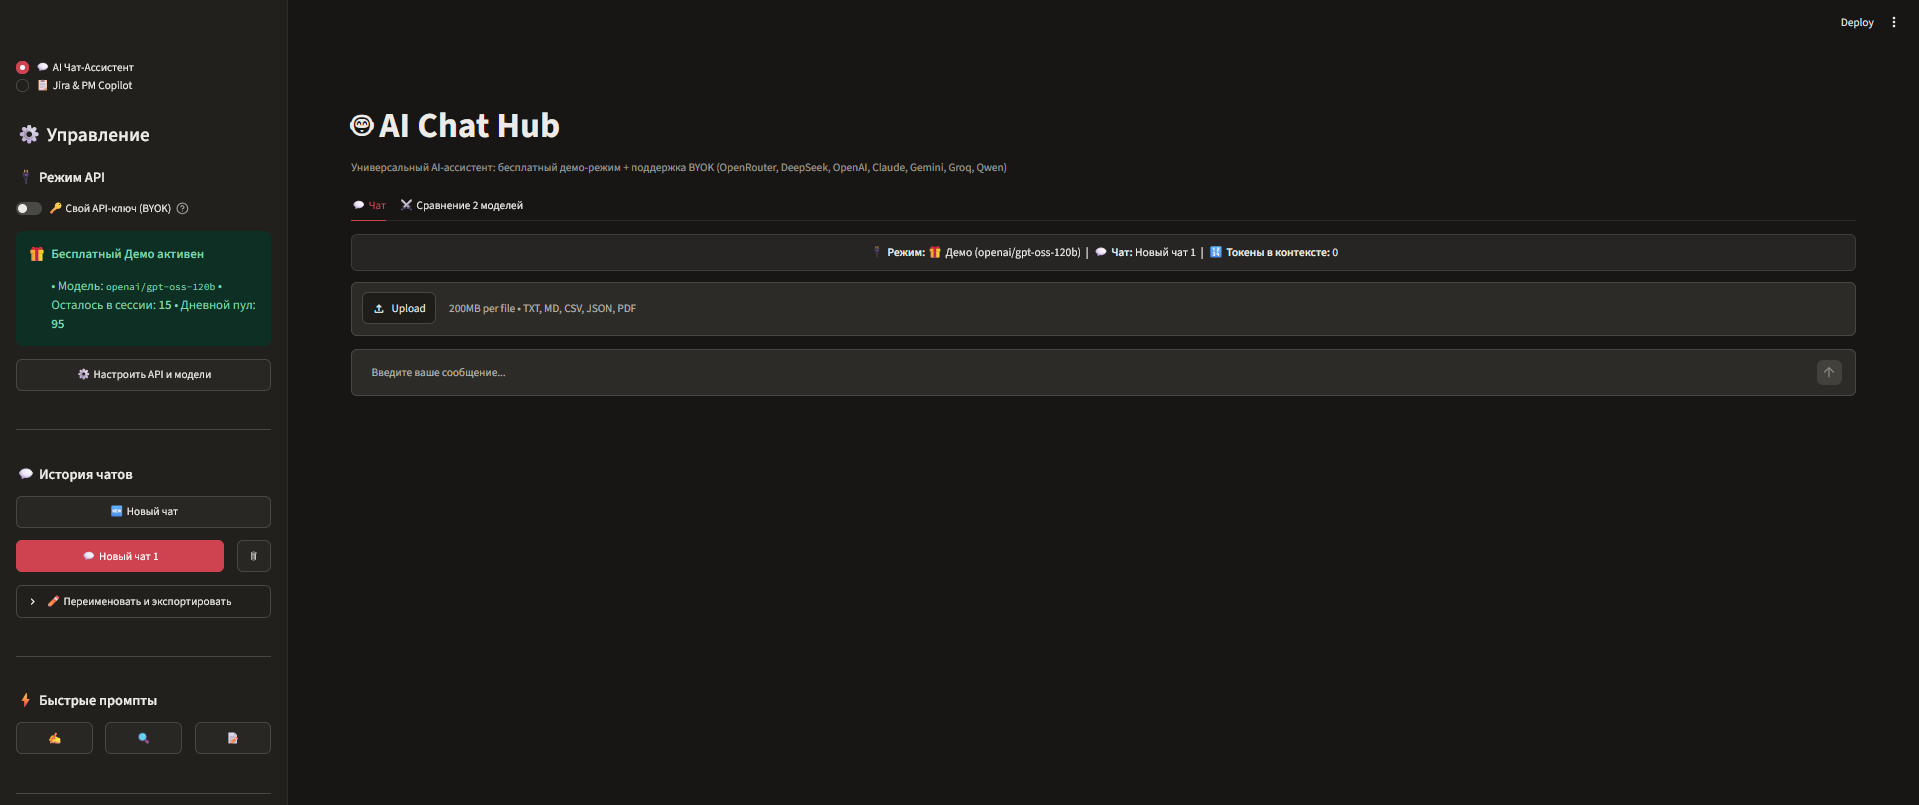 Deploy
AI Чат-Ассистент
Jira & PM Copilot
Управление
Режим API
Свой API-ключ (BYOK)
Бесплатный Демо активен
• Модель: openai/gpt-oss-120b •
Осталось в сессии: 15 • Дневной пул:
95
Настроить API и модели
История чатов
Новый чат
Новый чат 1
Переименовать и экспортировать
Быстрые промпты
AI Chat Hub
Универсальный AI-ассистент: бесплатный демо-режим + поддержка BYOK (OpenRouter, DeepSeek, OpenAI, Claude, Gemini, Groq, Qwen)
Чат
Сравнение 2 моделей
Режим: Демо (openai/gpt-oss-120b) | Чат: Новый чат 1 | Токены в контексте: 0
Upload
200MB per file • TXT, MD, CSV, JSON, PDF
Введите ваше сообщение...